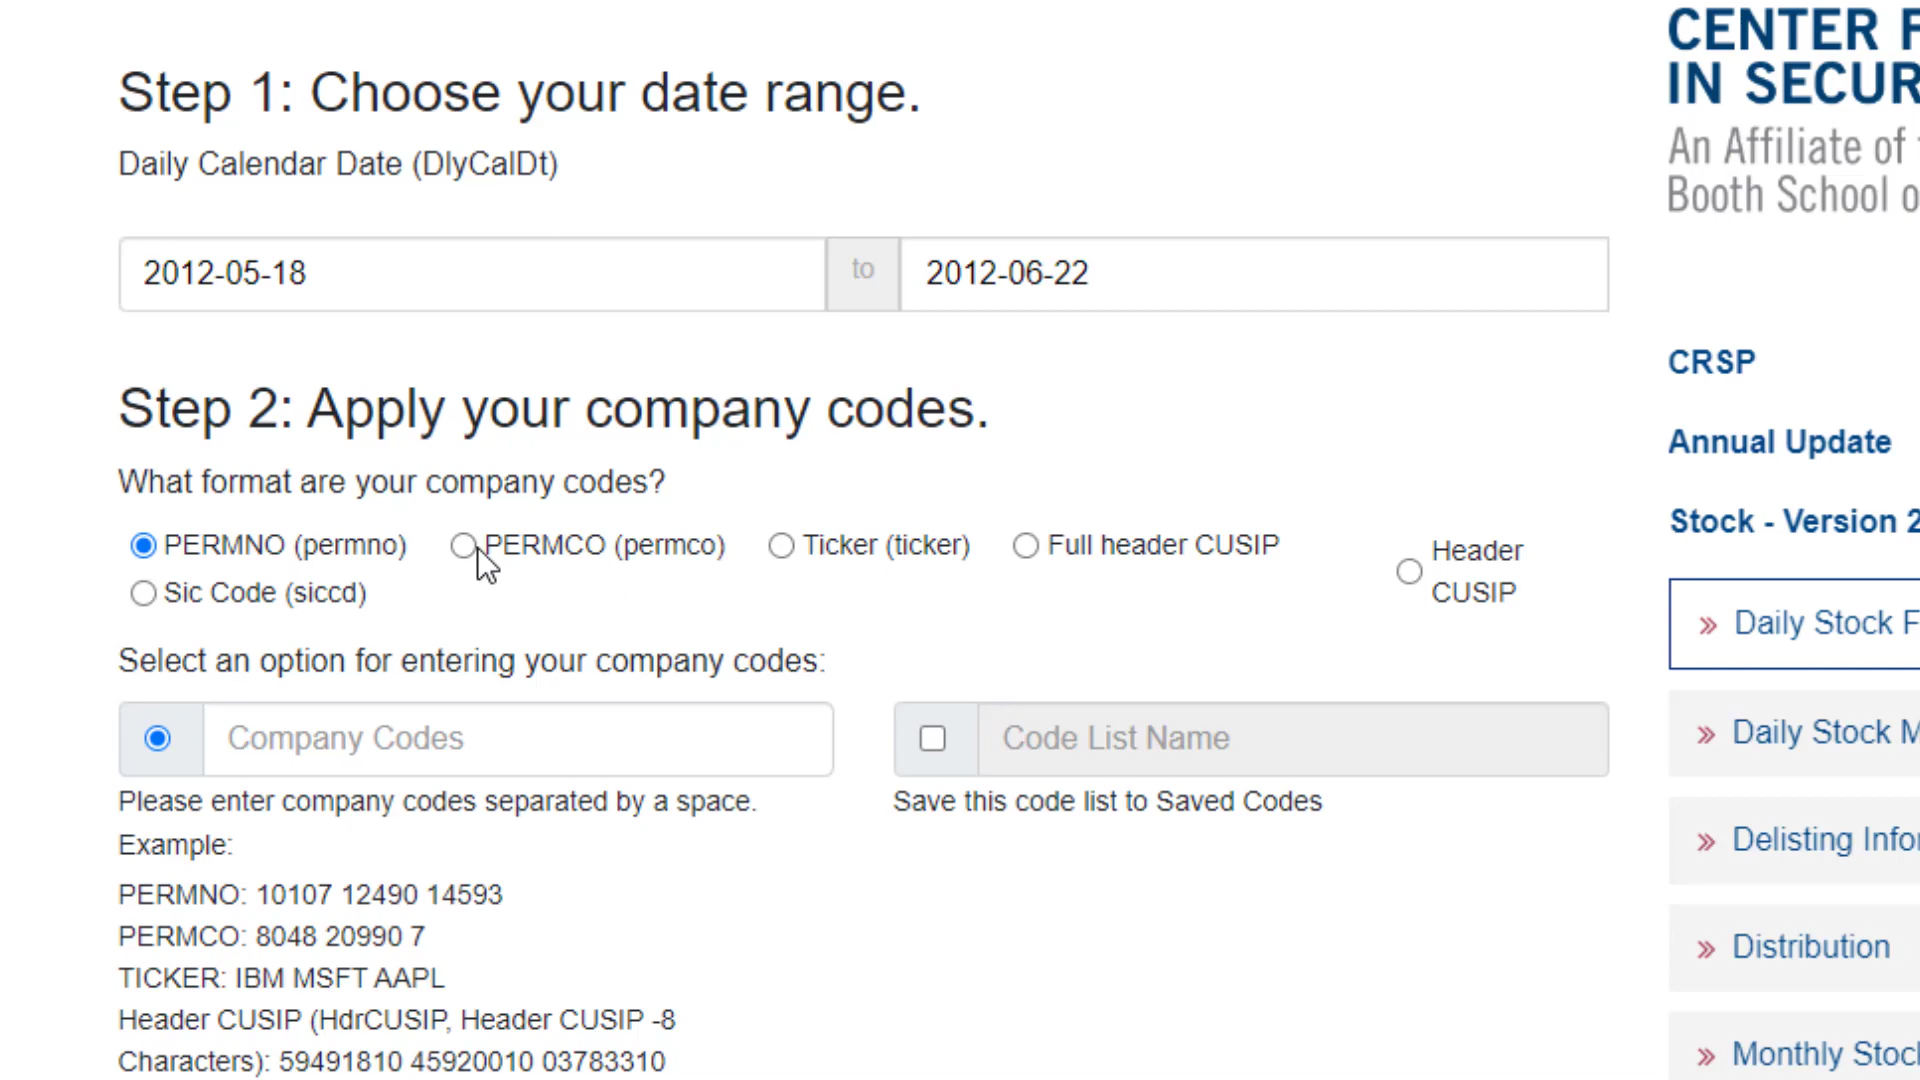 Step 1: Choose your date range.
Daily Calendar Date (DlyCalDt)
2012-05-18 to 2012-06-22
Step 2: Apply your company codes.
What format are your company codes?
PERMNO (permno) PERMCO (permco) Ticker (ticker) Full header CUSIP Header CUSIP
Sic Code (siccd)
Select an option for entering your company codes:
Company Codes
Code List Name
Please enter company codes separated by a space.
Save this code list to Saved Codes
Example:
PERMNO: 10107 12490 14593
PERMCO: 8048 20990 7
TICKER: IBM MSFT AAPL
Header CUSIP (HdrCUSIP, Header CUSIP -8
Characters): 59491810 45920010 03783310
CENTER F
IN SECUR
An Affiliate of
Booth School o
CRSP
Annual Update
Stock - Version 2
» Daily Stock F
» Daily Stock M
» Delisting Infor
» Distribution
» Monthly Stock